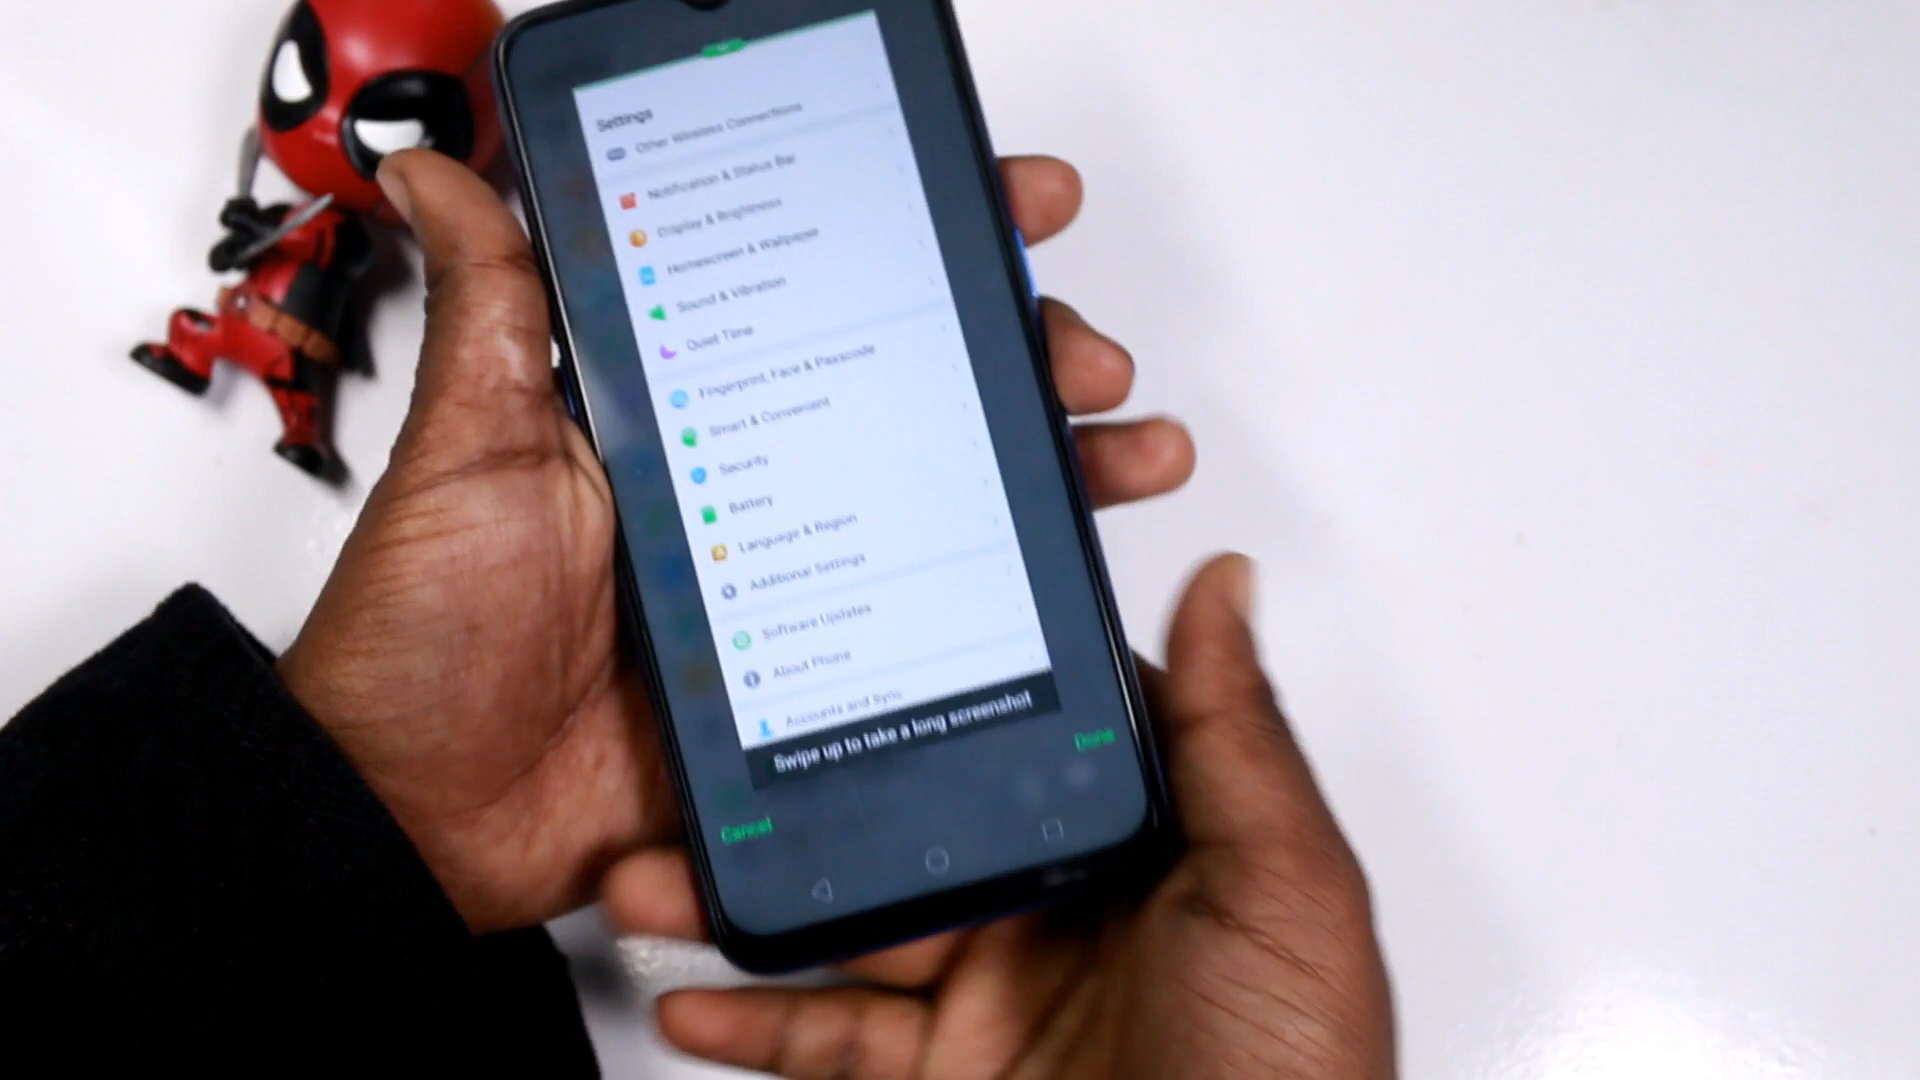 Settings
Other Wireless Connections
Notification & Status Bar
Display & Brightness
Homescreen & Wallpaper
Sound & Vibration
Quiet Time
Fingerprint, Face & Passcode
Smart & Convenient
Security
Battery
Language & Region
Additional Settings
Software Updates
About Phone
Accounts and Sync
Swipe up to take a long screenshot
Cancel
Done